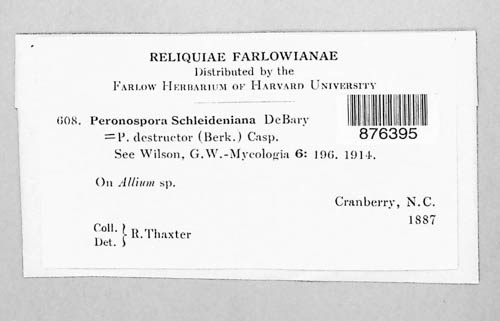 RELIQUIAE FARLOWIANAE
Distributed by the
FARLOW HERBARIUM OF HARVARD UNIVERSITY
608. Peronospora Schleideniana DeBary
=P. destructor (Berk.) Casp.
See Wilson, G.W.-Mycologia 6: 196. 1914.
876395
On Allium sp.
Cranberry, N.C.
1887
Coll. } R. Thaxter
Det.